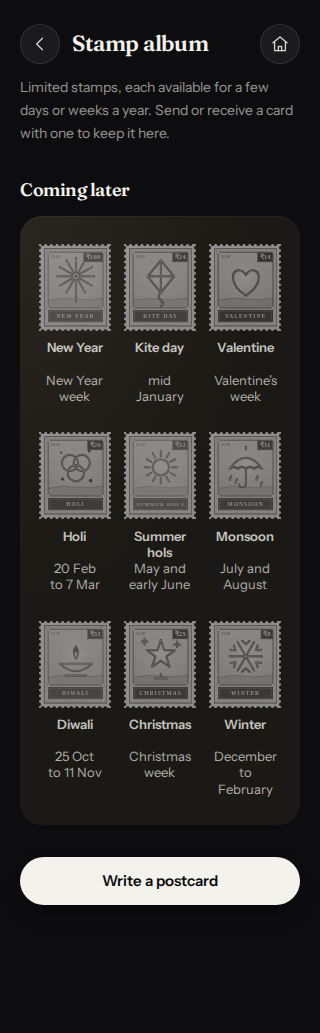 Stamp album
Limited stamps, each available for a few
days or weeks a year. Send or receive a card
with one to keep it here.
Coming later
₹100
NEW YEAR
₹14
KITE DAY
₹14
VALENTINE
New Year
Kite day
Valentine
New Year
week
mid
January
Valentine's
week
HOLI
SUMMER HOLS
MONSOON
Holi
Summer
hols
Monsoon
20 Feb
to 7 Mar
May and
early June
July and
August
₹51
DIWALI
₹25
CHRISTMAS
WINTER
Diwali
Christmas
Winter
25 Oct
to 11 Nov
Christmas
week
December
to
February
Write a postcard